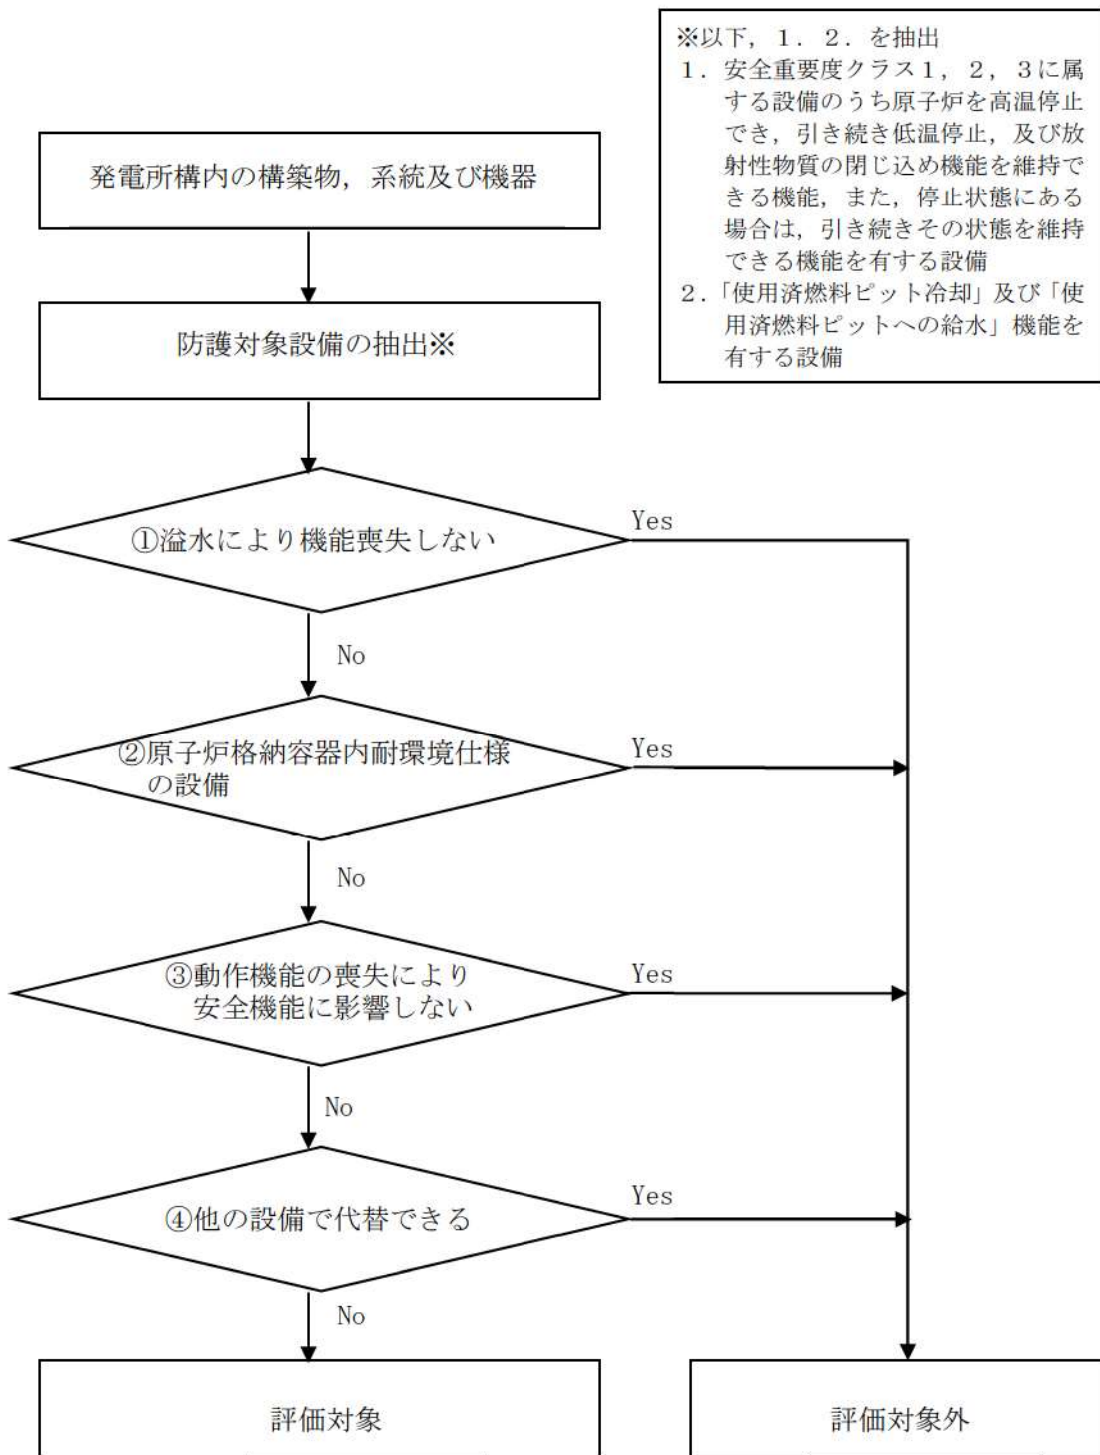 ※以下，１．２．を抽出
１．安全重要度クラス１，２，３に属
する設備のうち原子炉を高温停止
でき，引き続き低温停止，及び放
射性物質の閉じ込め機能を維持で
きる機能，また，停止状態にある
場合は，引き続きその状態を維持
できる機能を有する設備
２．「使用済燃料ピット冷却」及び「使
用済燃料ピットへの給水」機能を
有する設備
発電所構内の構築物，系統及び機器
防護対象設備の抽出※
①溢水により機能喪失しない
Yes
No
②原子炉格納容器内耐環境仕様
の設備
Yes
No
③動作機能の喪失により
安全機能に影響しない
Yes
No
④他の設備で代替できる
Yes
No
評価対象
評価対象外